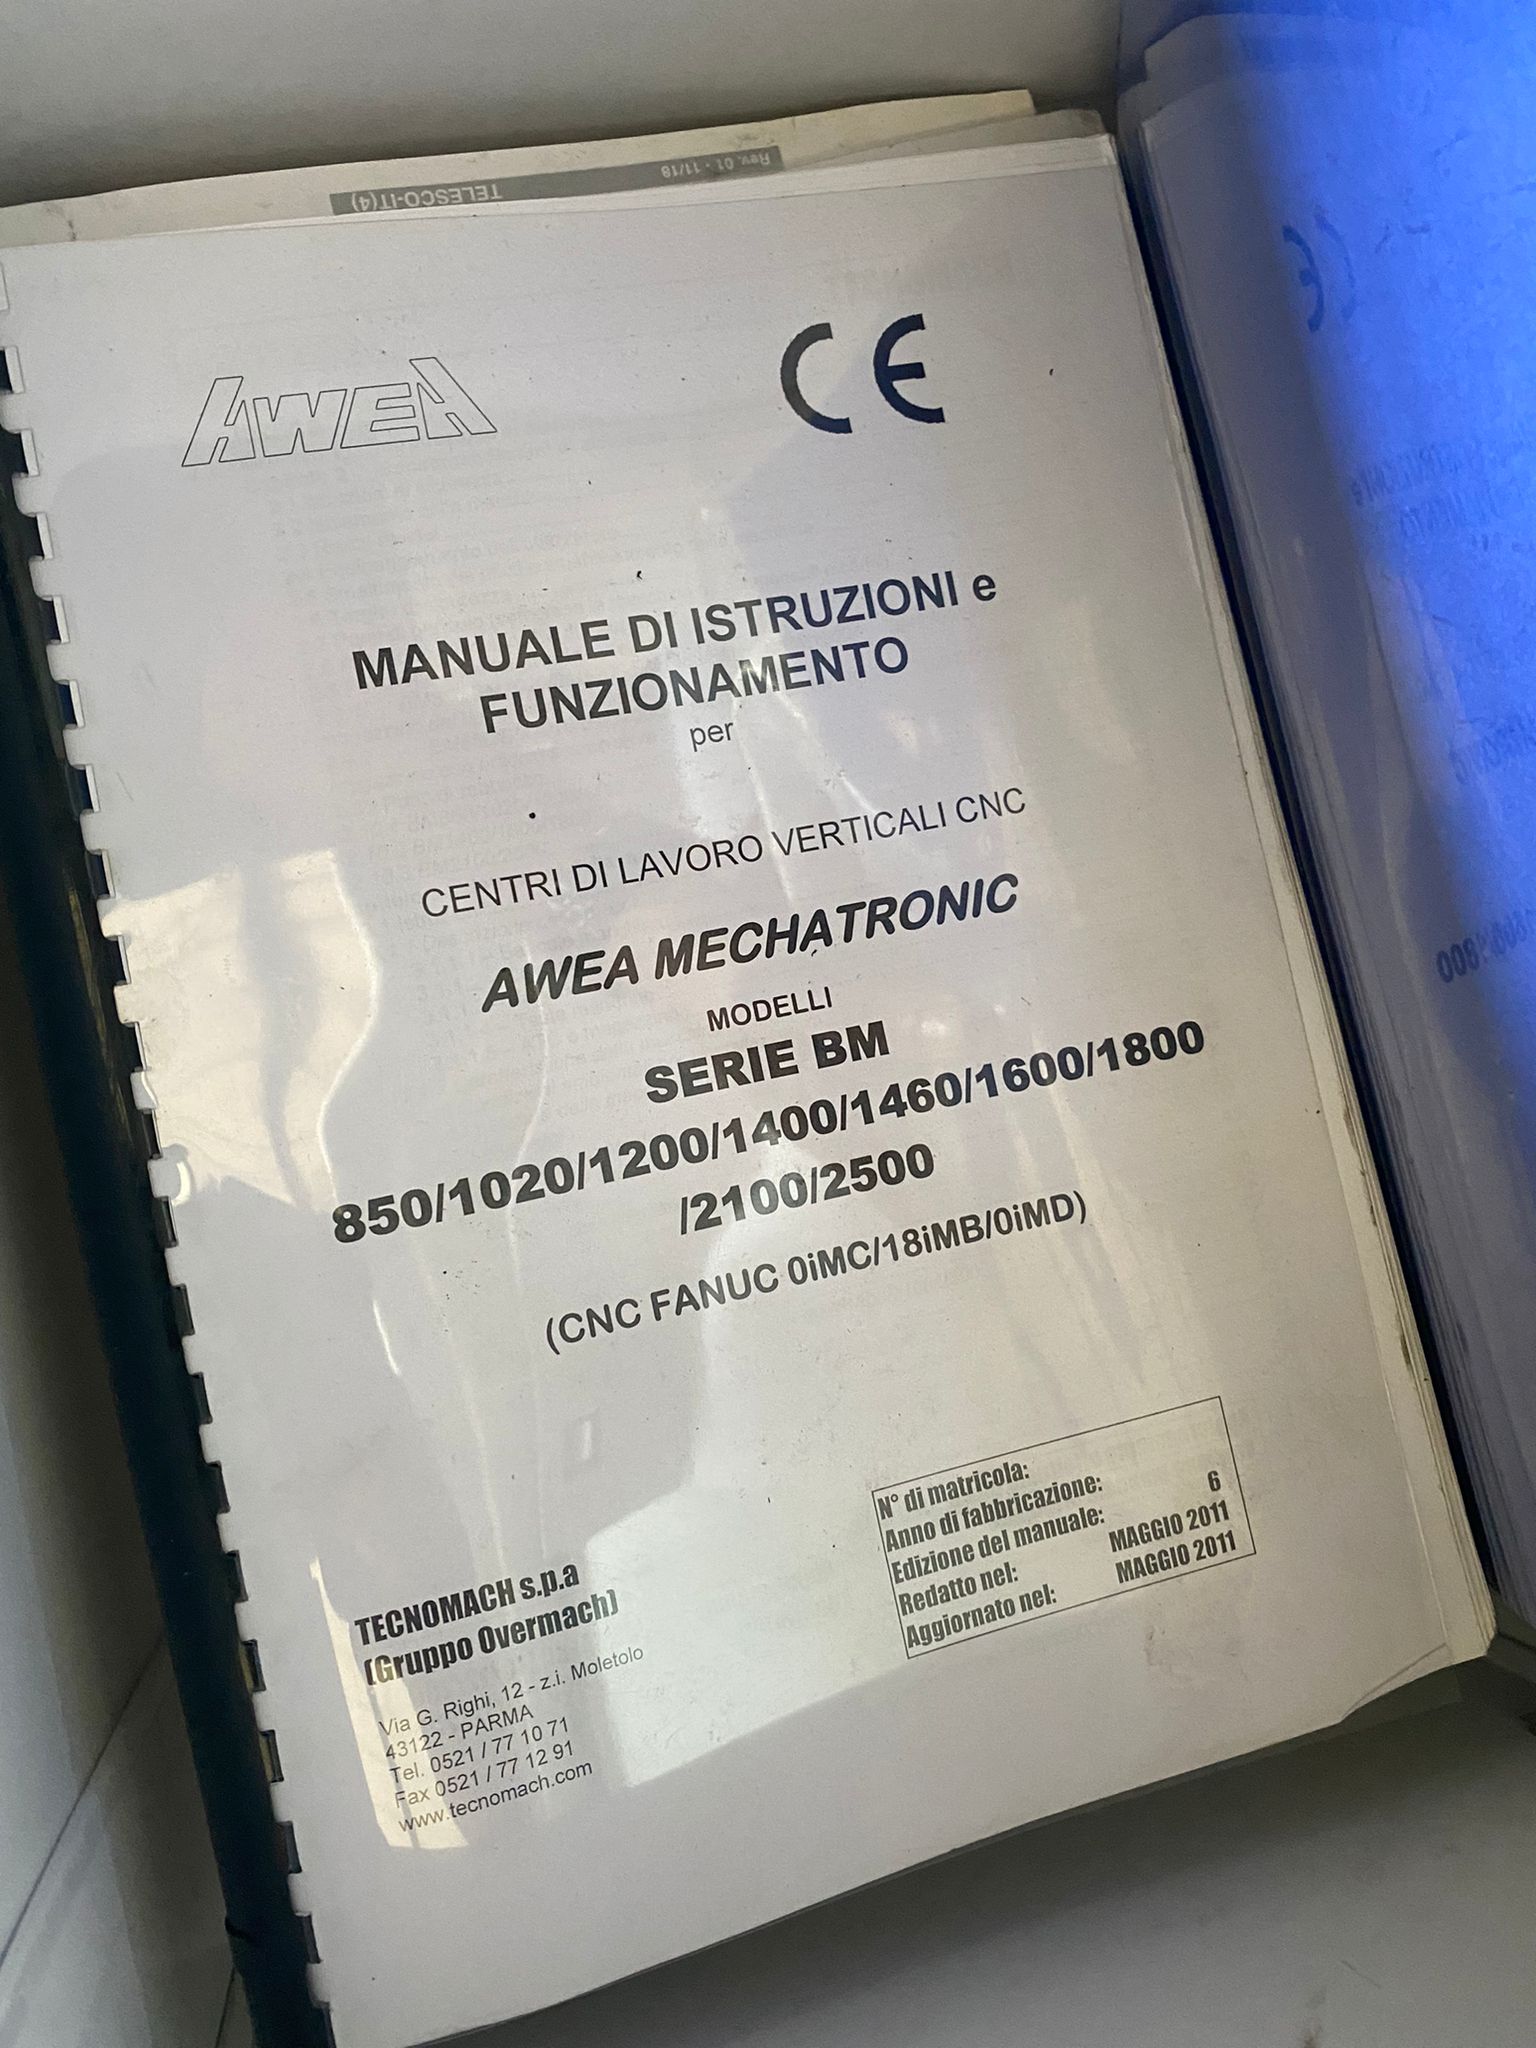 TELESCO-IT(4) Rev. 01 - 11/18
AWEA CE
MANUALE DI ISTRUZIONI e
FUNZIONAMENTO
per
CENTRI DI LAVORO VERTICALI CNC
AWEA MECHATRONIC
MODELLI
SERIE BM
850/1020/1200/1400/1460/1600/1800
/2100/2500
(CNC FANUC 0iMC/18iMB/0iMD)
N° di matricola:
Anno di fabbricazione:
Edizione del manuale: 6
Redatto nel: MAGGIO 2011
Aggiornato nel: MAGGIO 2011
TECNOMACH s.p.a
(Gruppo Overmach)
Via G. Righi, 12 - z.i. Moletolo
43122 - PARMA
Tel. 0521 / 77 10 71
Fax 0521 / 77 12 91
www.tecnomach.com